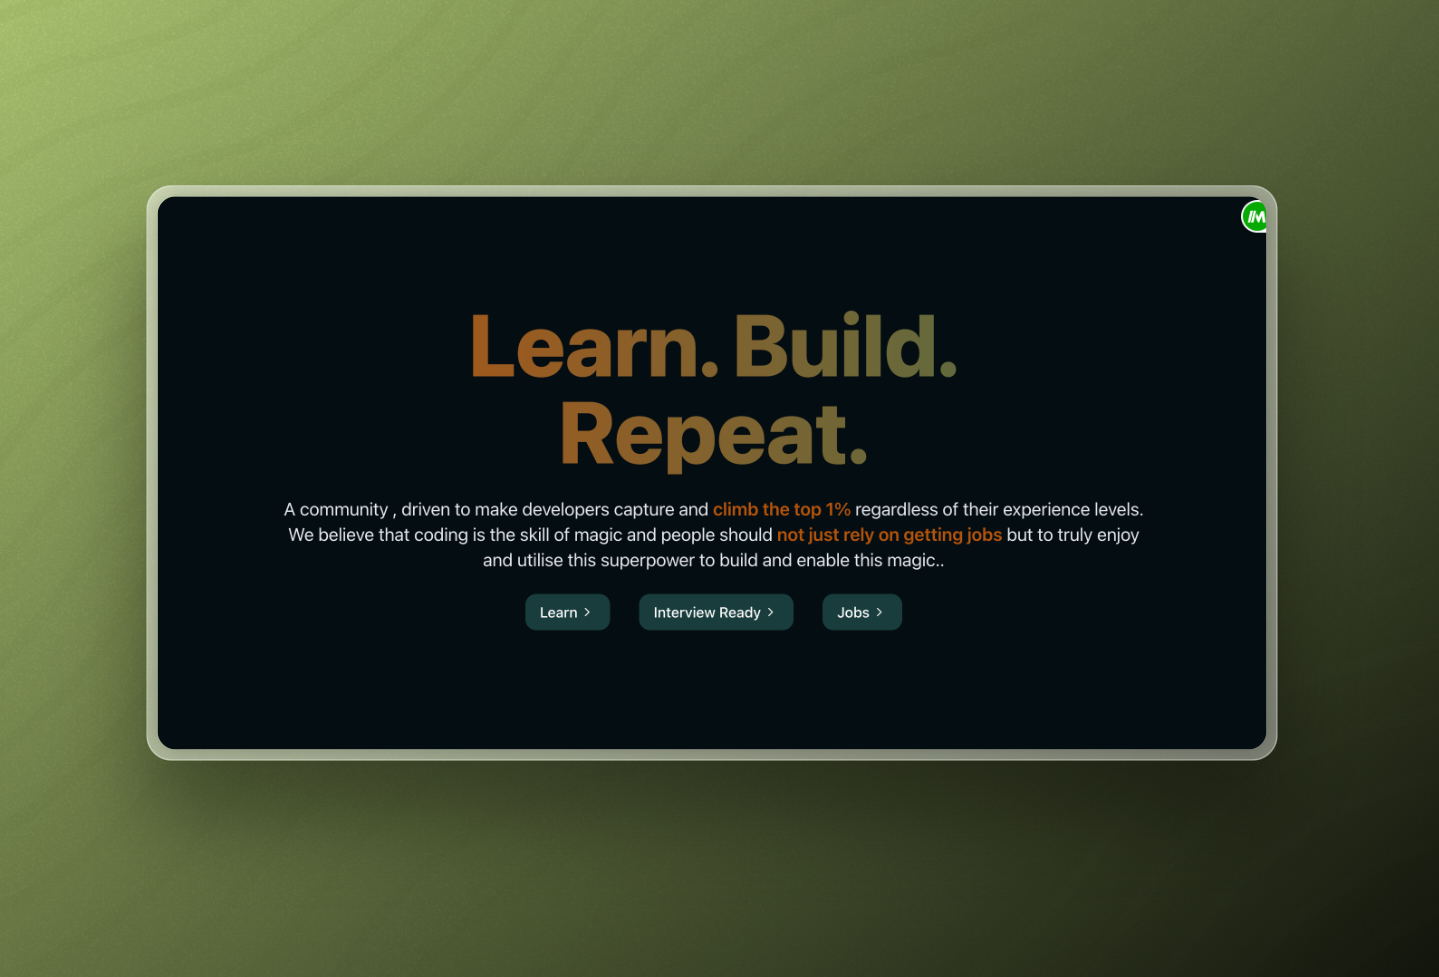 Learn. Build.
Repeat.
A community , driven to make developers capture and climb the top 1% regardless of their experience levels.
We believe that coding is the skill of magic and people should not just rely on getting jobs but to truly enjoy
and utilise this superpower to build and enable this magic..
Learn
Interview Ready
Jobs